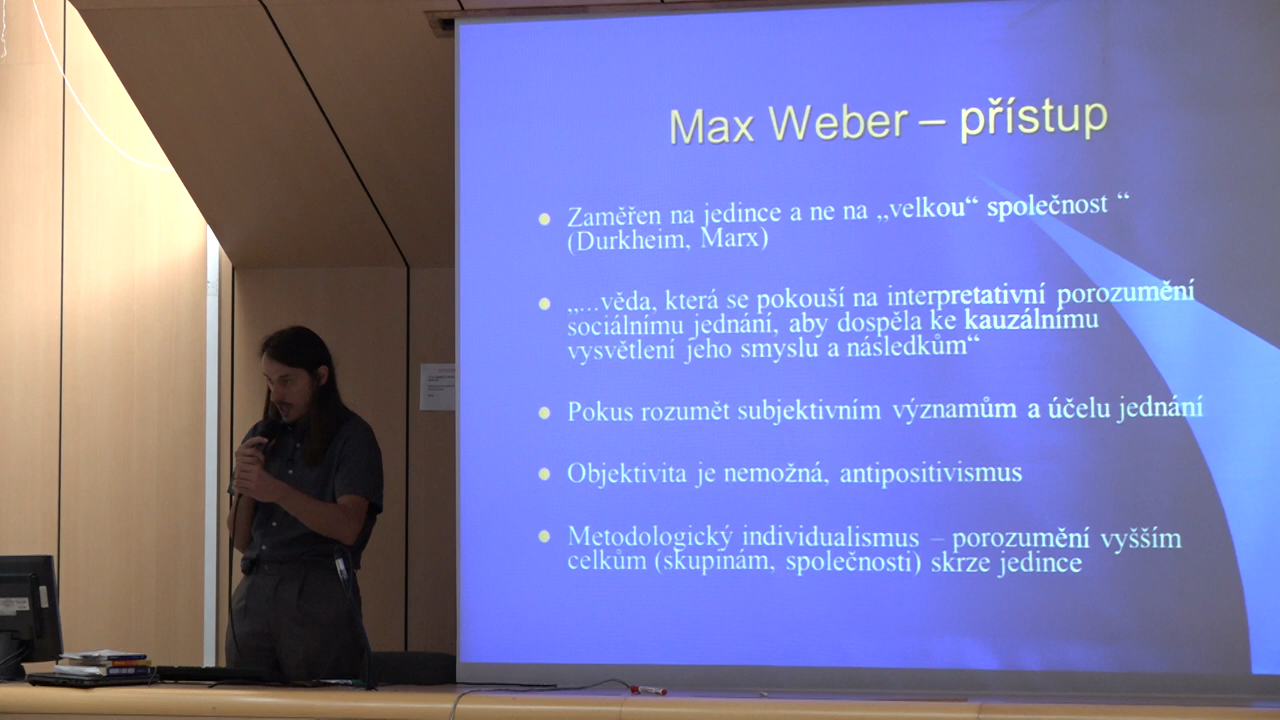 Max Weber – přístup
Zaměřen na jedince a ne na „velkou“ společnost “
(Durkheim, Marx)
„...věda, která se pokouší na interpretativní porozumění
sociálnímu jednání, aby dospěla ke kauzálnímu
vysvětlení jeho smyslu a následkům“
Pokus rozumět subjektivním významům a účelu jednání
Objektivita je nemožná, antipositivismus
Metodologický individualismus – porozumění vyšším
celkům (skupinám, společnosti) skrze jedince